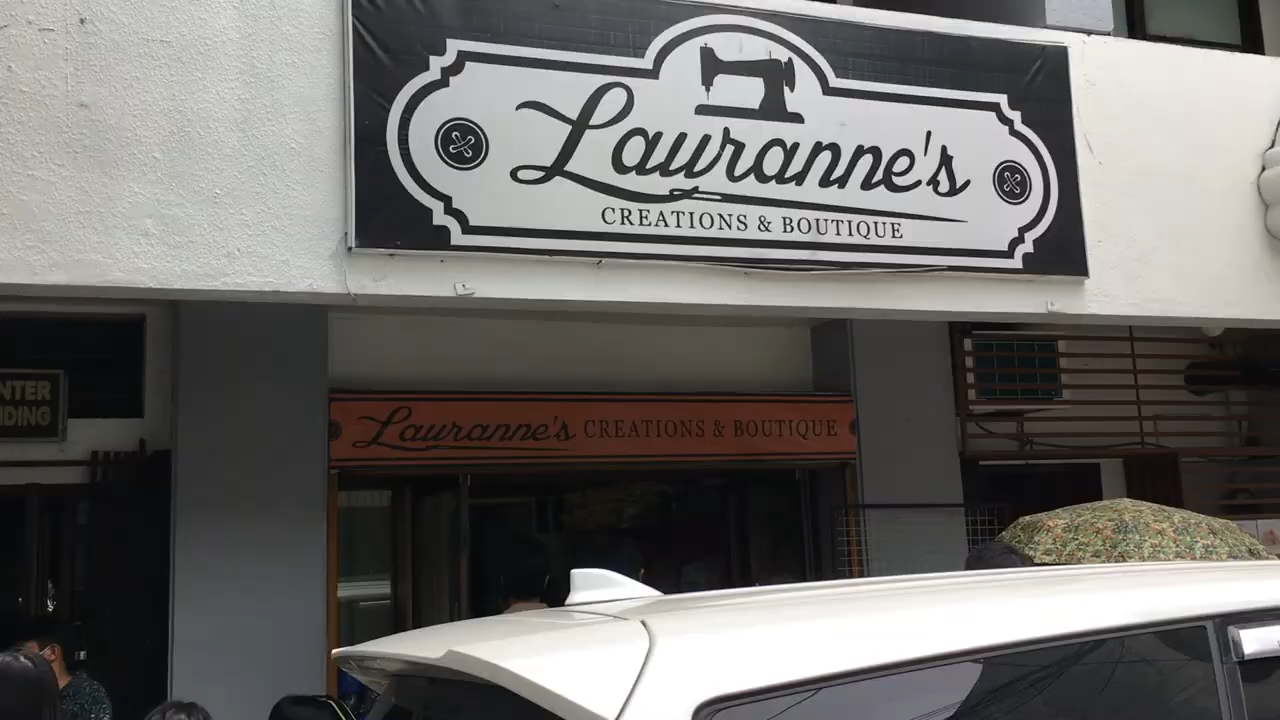 Lauranne's
CREATIONS & BOUTIQUE
Lauranne's CREATIONS & BOUTIQUE
NTER
DING